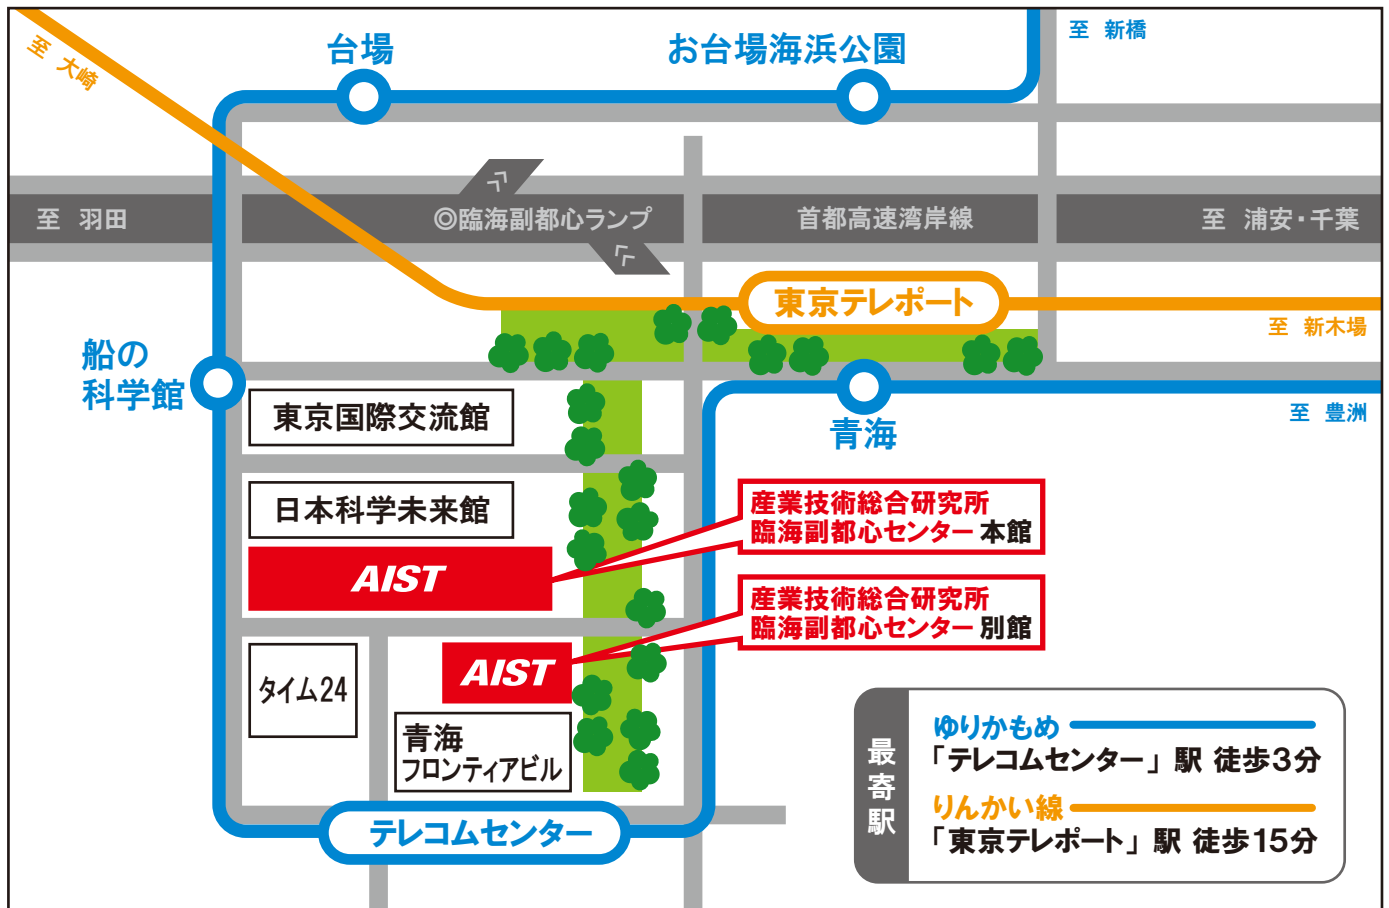 至 大崎
台場
お台場海浜公園
至 新橋
至 羽田
◎臨海副都心ランプ
首都高速湾岸線
至 浦安・千葉
東京テレポート
至 新木場
船の
科学館
青海
至 豊洲
東京国際交流館
日本科学未来館
AIST
産業技術総合研究所
臨海副都心センター 本館
産業技術総合研究所
臨海副都心センター 別館
タイム24
AIST
青海
フロンティアビル
テレコムセンター
最寄駅
ゆりかもめ
「テレコムセンター」駅 徒歩3分
りんかい線
「東京テレポート」駅 徒歩15分